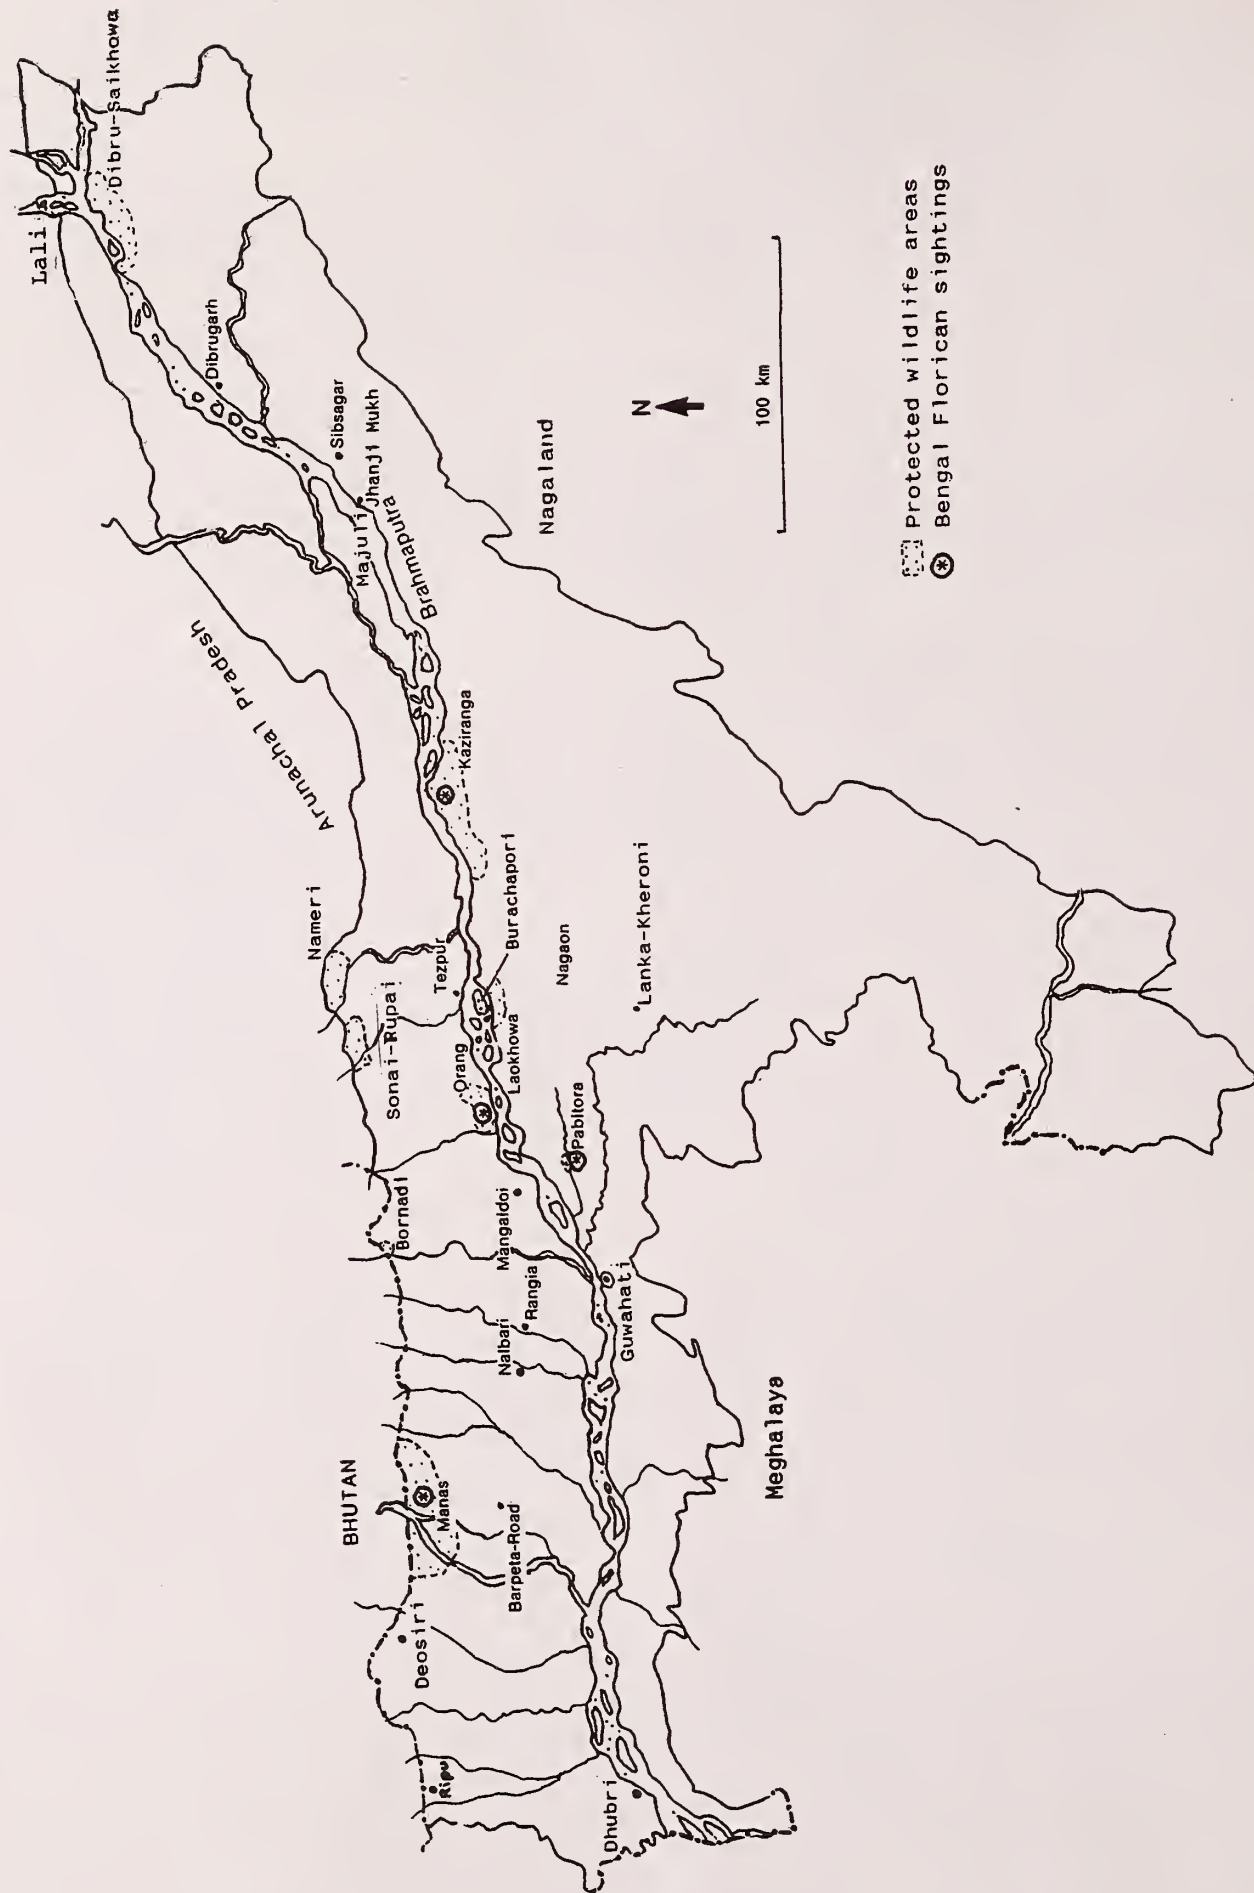 Lali
Dibru-Saikhowa
Dibrugarh
Sibsagar
Jhanji Mukh
Majuli
Brahmaputra
Arunachal Pradesh
Nagaland
N
100 km
Protected wildlife areas
Bengal Florican sightings
Kaziranga
Nameri
Sonai-Rupai
Tezpur
Burachapori
Orang
Laokhowa
Nagaon
Lanka-Kheroni
Pabitora
Bornadi
Mangaldoi
Rangia
Nalbari
Guwahati
BHUTAN
Manas
Barpeta-Road
Meghalaya
Deosiri
Ripu
Dhubri